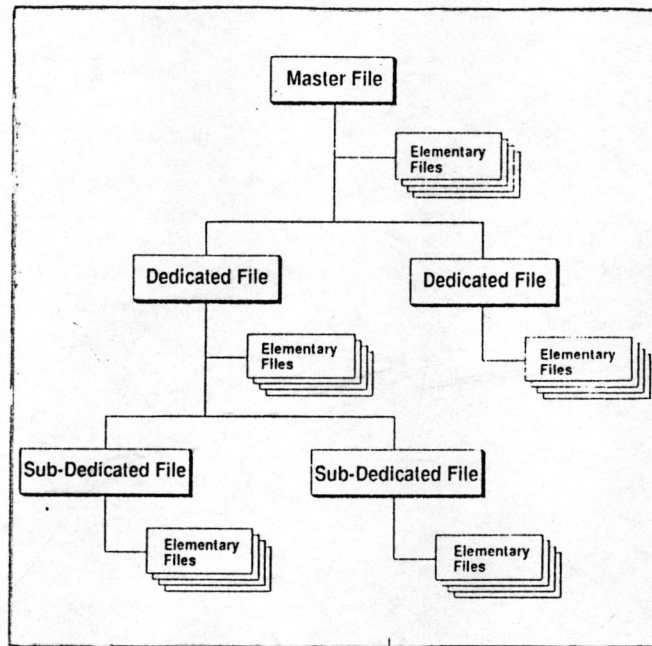 Master File
Elementary
Files
Dedicated File
Dedicated File
Elementary
Files
Elementary
Files
Sub-Dedicated File
Sub-Dedicated File
Elementary
Files
Elementary
Files